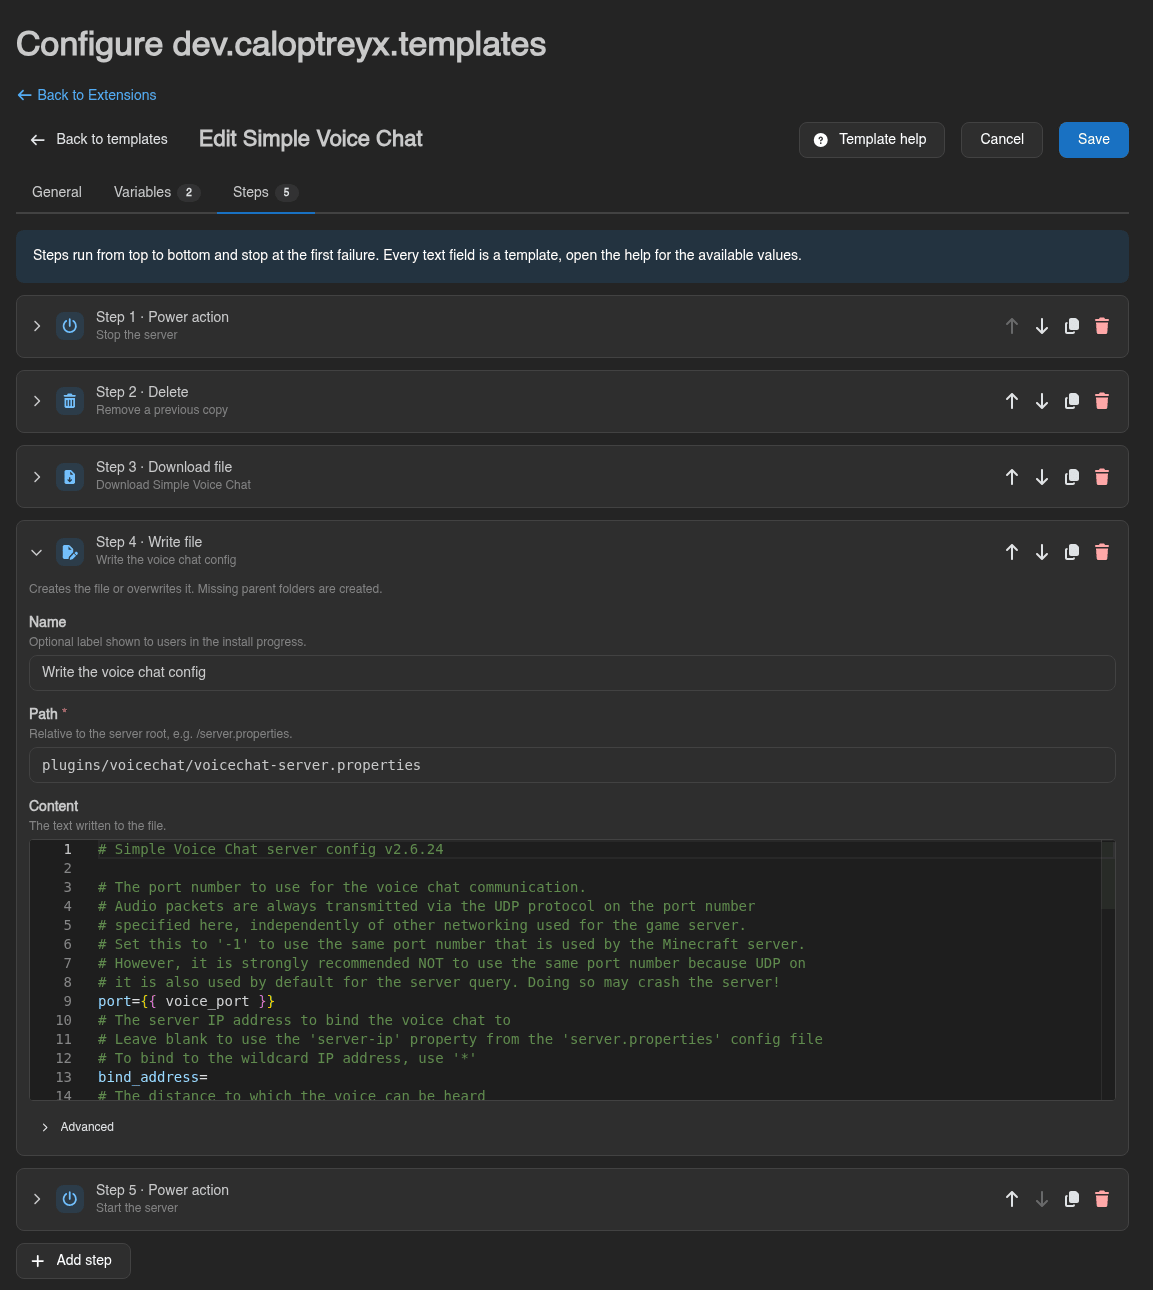 Configure dev.caloptreyx.templates
← Back to Extensions
← Back to templates
Edit Simple Voice Chat
Template help
Cancel
Save
General
Variables 2
Steps 5
Steps run from top to bottom and stop at the first failure. Every text field is a template, open the help for the available values.
Step 1 · Power action
Stop the server
Step 2 · Delete
Remove a previous copy
Step 3 · Download file
Download Simple Voice Chat
Step 4 · Write file
Write the voice chat config
Creates the file or overwrites it. Missing parent folders are created.
Name
Optional label shown to users in the install progress.
Write the voice chat config
Path *
Relative to the server root, e.g. /server.properties.
plugins/voicechat/voicechat-server.properties
Content
The text written to the file.
1 # Simple Voice Chat server config v2.6.24
2
3 # The port number to use for the voice chat communication.
4 # Audio packets are always transmitted via the UDP protocol on the port number
5 # specified here, independently of other networking used for the game server.
6 # Set this to '-1' to use the same port number that is used by the Minecraft server.
7 # However, it is strongly recommended NOT to use the same port number because UDP on
8 # it is also used by default for the server query. Doing so may crash the server!
9 port={{ voice_port }}
10 # The server IP address to bind the voice chat to
11 # Leave blank to use the 'server-ip' property from the 'server.properties' config file
12 # To bind to the wildcard IP address, use '*'
13 bind_address=
14 # The distance to which the voice can be heard
Advanced
Step 5 · Power action
Start the server
+ Add step